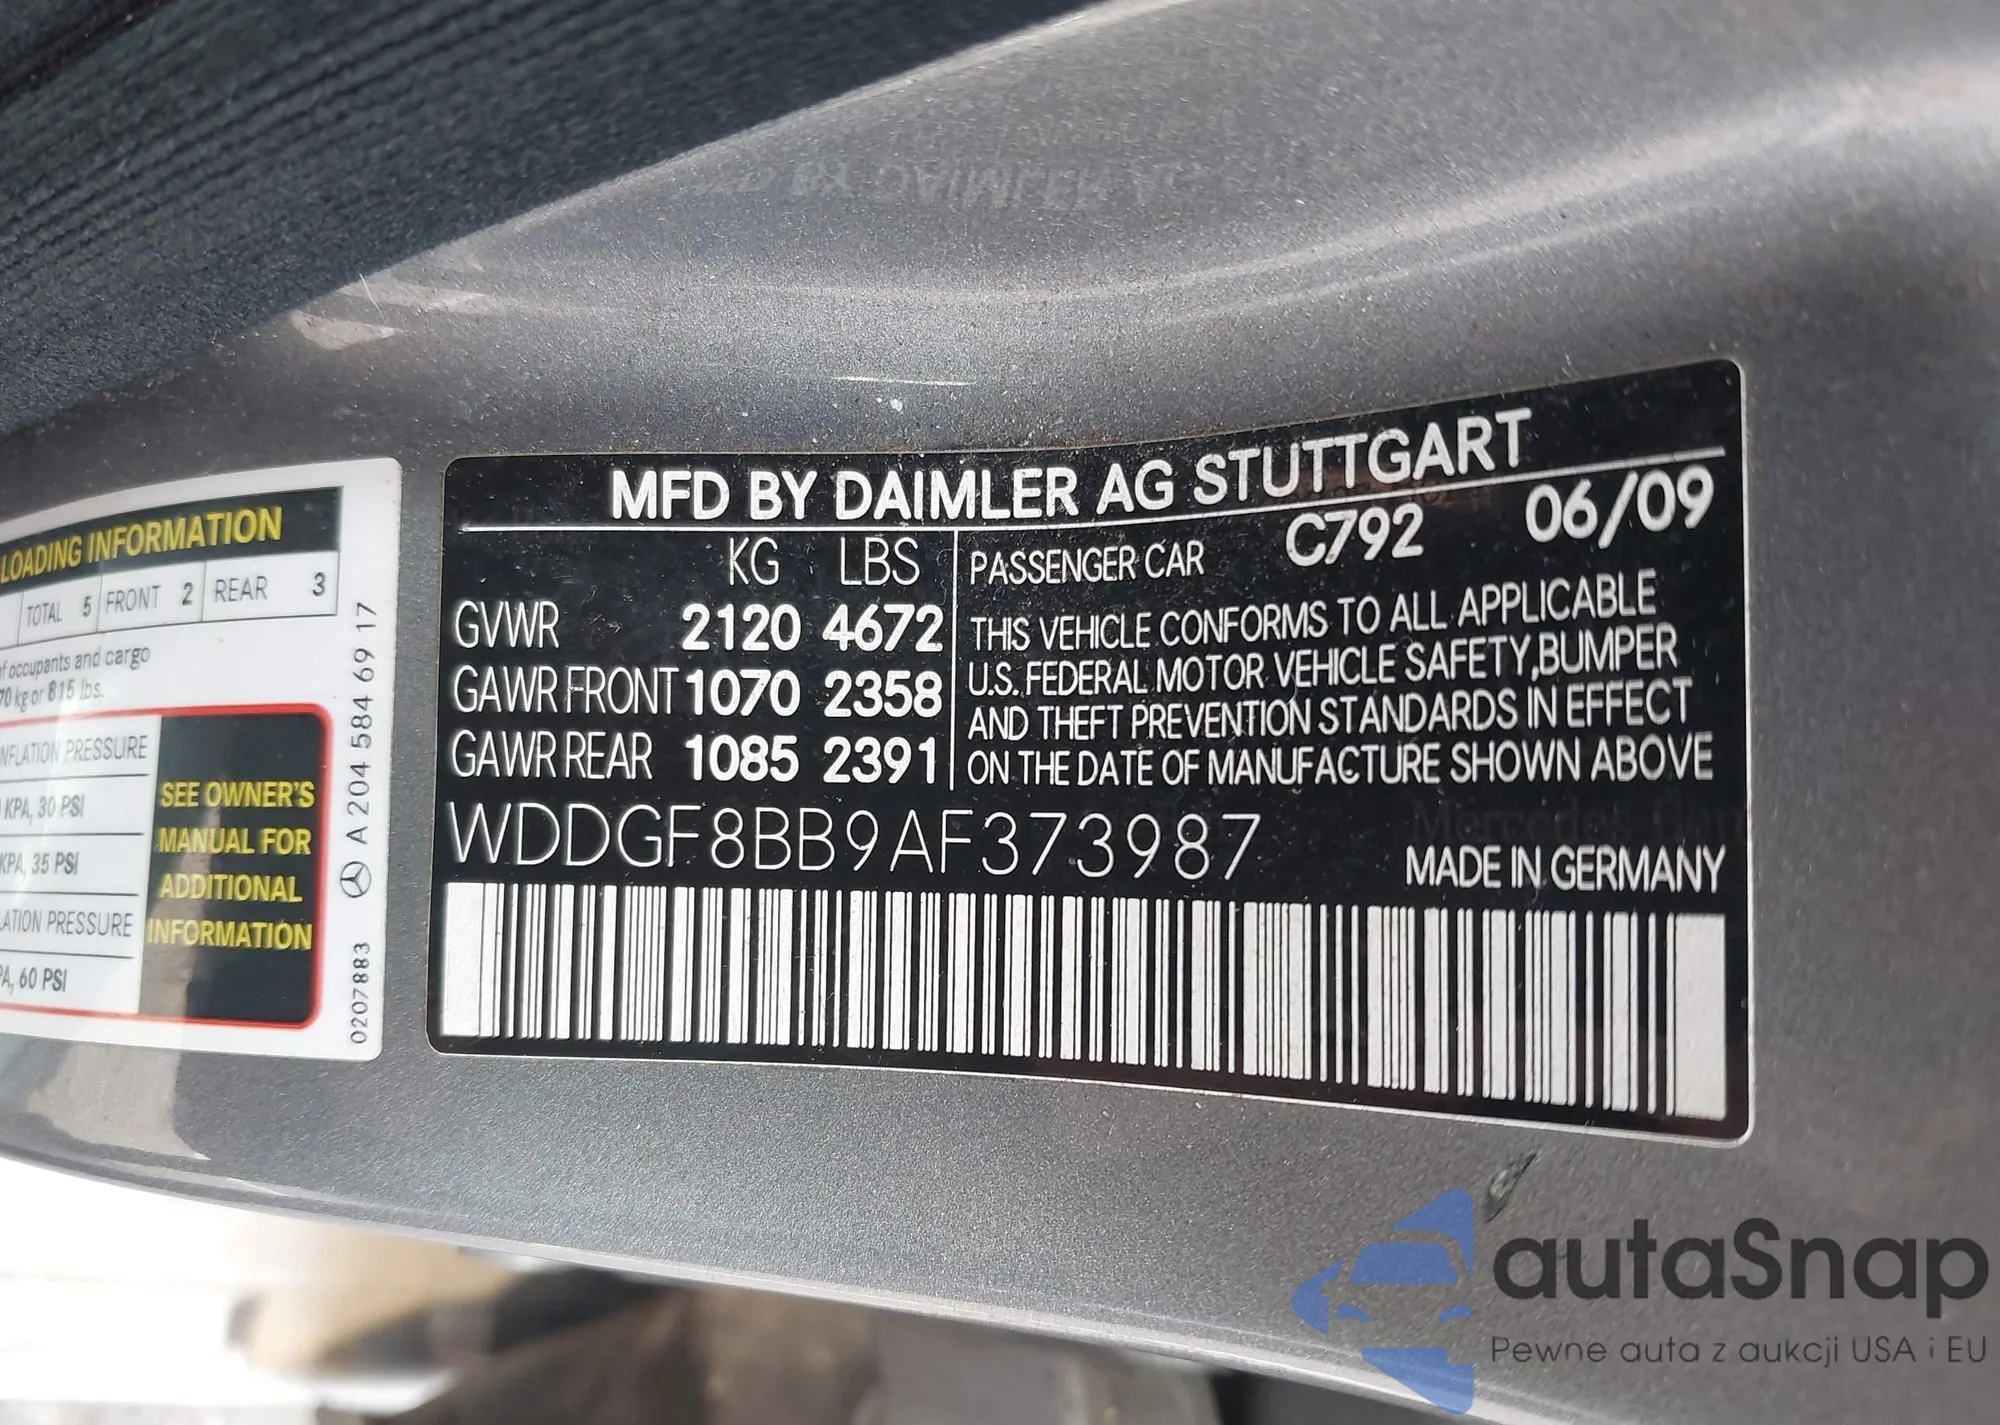 LOADING INFORMATION
TOTAL 5 FRONT 2 REAR 3
of occupants and cargo
70 kg or 815 lbs.
INFLATION PRESSURE
KPA, 30 PSI
KPA, 35 PSI
LATION PRESSURE
PA, 60 PSI
SEE OWNER'S
MANUAL FOR
ADDITIONAL
INFORMATION
A 204 584 69 17
0207883
MFD BY DAIMLER AG STUTTGART
KG LBS
GVWR 2120 4672
GAWR FRONT 1070 2358
GAWR REAR 1085 2391
PASSENGER CAR C792 06/09
THIS VEHICLE CONFORMS TO ALL APPLICABLE
U.S. FEDERAL MOTOR VEHICLE SAFETY,BUMPER
AND THEFT PREVENTION STANDARDS IN EFFECT
ON THE DATE OF MANUFACTURE SHOWN ABOVE
WDDGF8BB9AF373987
MADE IN GERMANY
autaSnap
Pewne auta z aukcji USA i EU